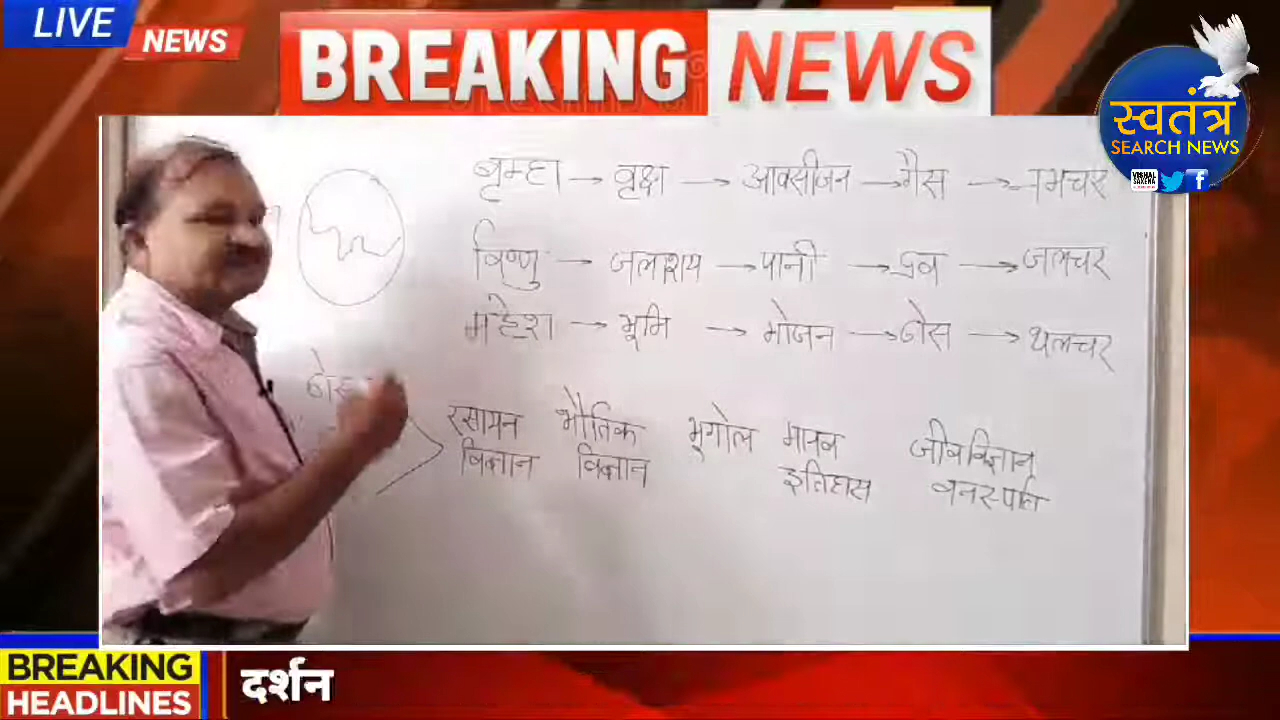 LIVE
NEWS
BREAKING NEWS
स्वतंत्र
SEARCH NEWS
बृम्हा → वृक्ष → आक्सीजन → गैस → नभचर
विष्णु → जलाशय → पानी → द्रव → जलचर
महेश → भूमि → भोजन → ठोस → थलचर
रसायन भौतिक भूगोल मानव जीवविज्ञान
विज्ञान विज्ञान इतिहास वनस्पति
BREAKING
HEADLINES
दर्शन